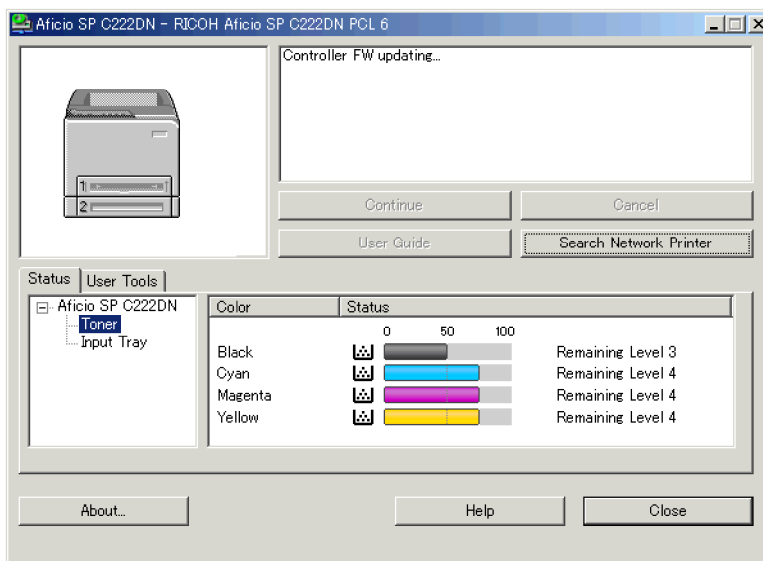 Aficio SP C222DN - RICOH Aficio SP C222DN PCL 6
Controller FW updating...
1
2
Continue
Cancel
User Guide
Search Network Printer
Status
User Tools
Aficio SP C222DN
Toner
Input Tray
Color
Status
0 50 100
Black
Remaining Level 3
Cyan
Remaining Level 4
Magenta
Remaining Level 4
Yellow
Remaining Level 4
About...
Help
Close